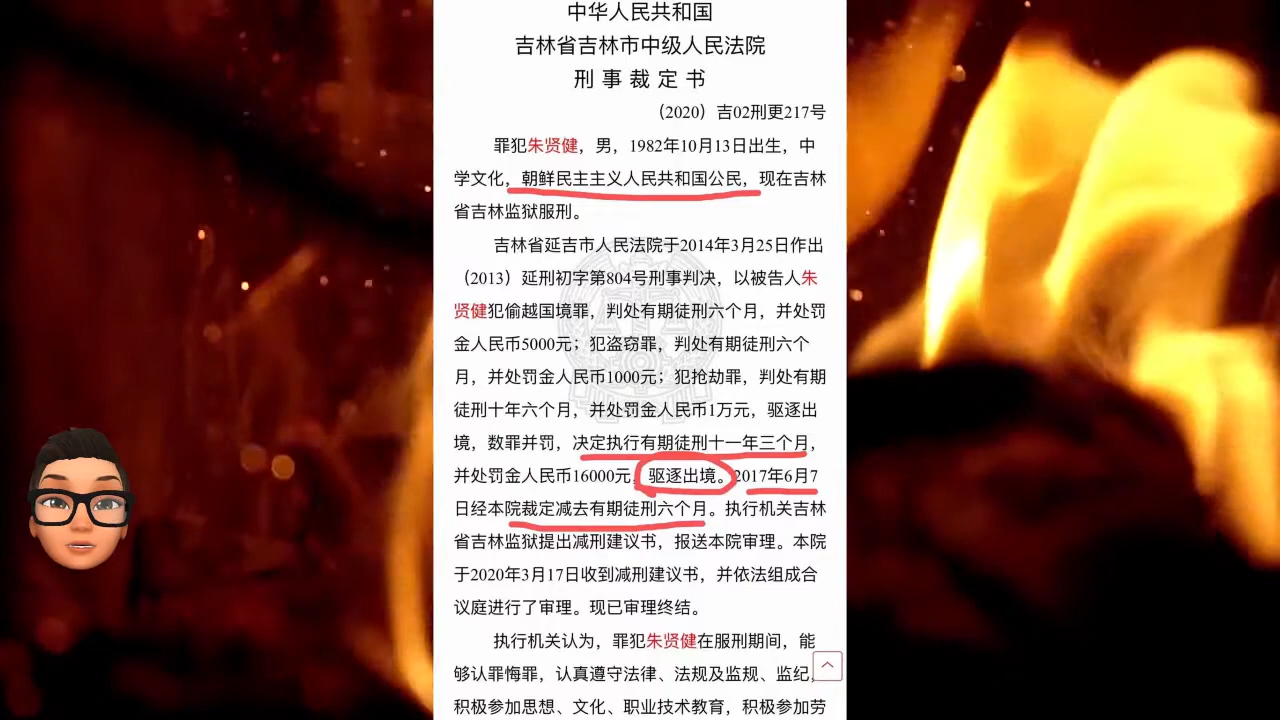 中华人民共和国
吉林省吉林市中级人民法院
刑事裁定书
（2020）吉02刑更217号
罪犯朱贤健，男，1982年10月13日出生，中
学文化，朝鲜民主主义人民共和国公民，现在吉林
省吉林监狱服刑。
吉林省延吉市人民法院于2014年3月25日作出
（2013）延刑初字第804号刑事判决，以被告人朱
贤健犯偷越国境罪，判处有期徒刑六个月，并处罚
金人民币5000元；犯盗窃罪，判处有期徒刑六个
月，并处罚金人民币1000元；犯抢劫罪，判处有期
徒刑十年六个月，并处罚金人民币1万元，驱逐出
境，数罪并罚，决定执行有期徒刑十一年三个月，
并处罚金人民币16000元，驱逐出境。2017年6月7
日经本院裁定减去有期徒刑六个月。执行机关吉林
省吉林监狱提出减刑建议书，报送本院审理。本院
于2020年3月17日收到减刑建议书，并依法组成合
议庭进行了审理。现已审理终结。
执行机关认为，罪犯朱贤健在服刑期间，能
够认罪悔罪，认真遵守法律、法规及监规、监纪，
积极参加思想、文化、职业技术教育，积极参加劳